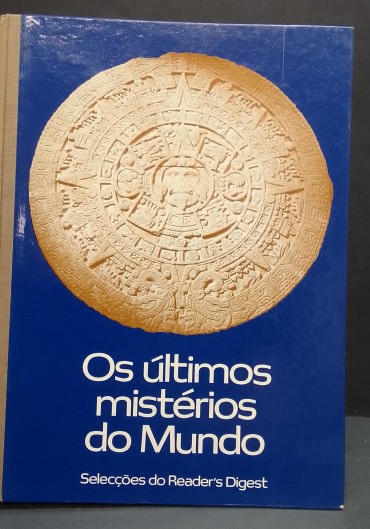 Os últimos
mistérios
do Mundo
Selecções do Reader's Digest